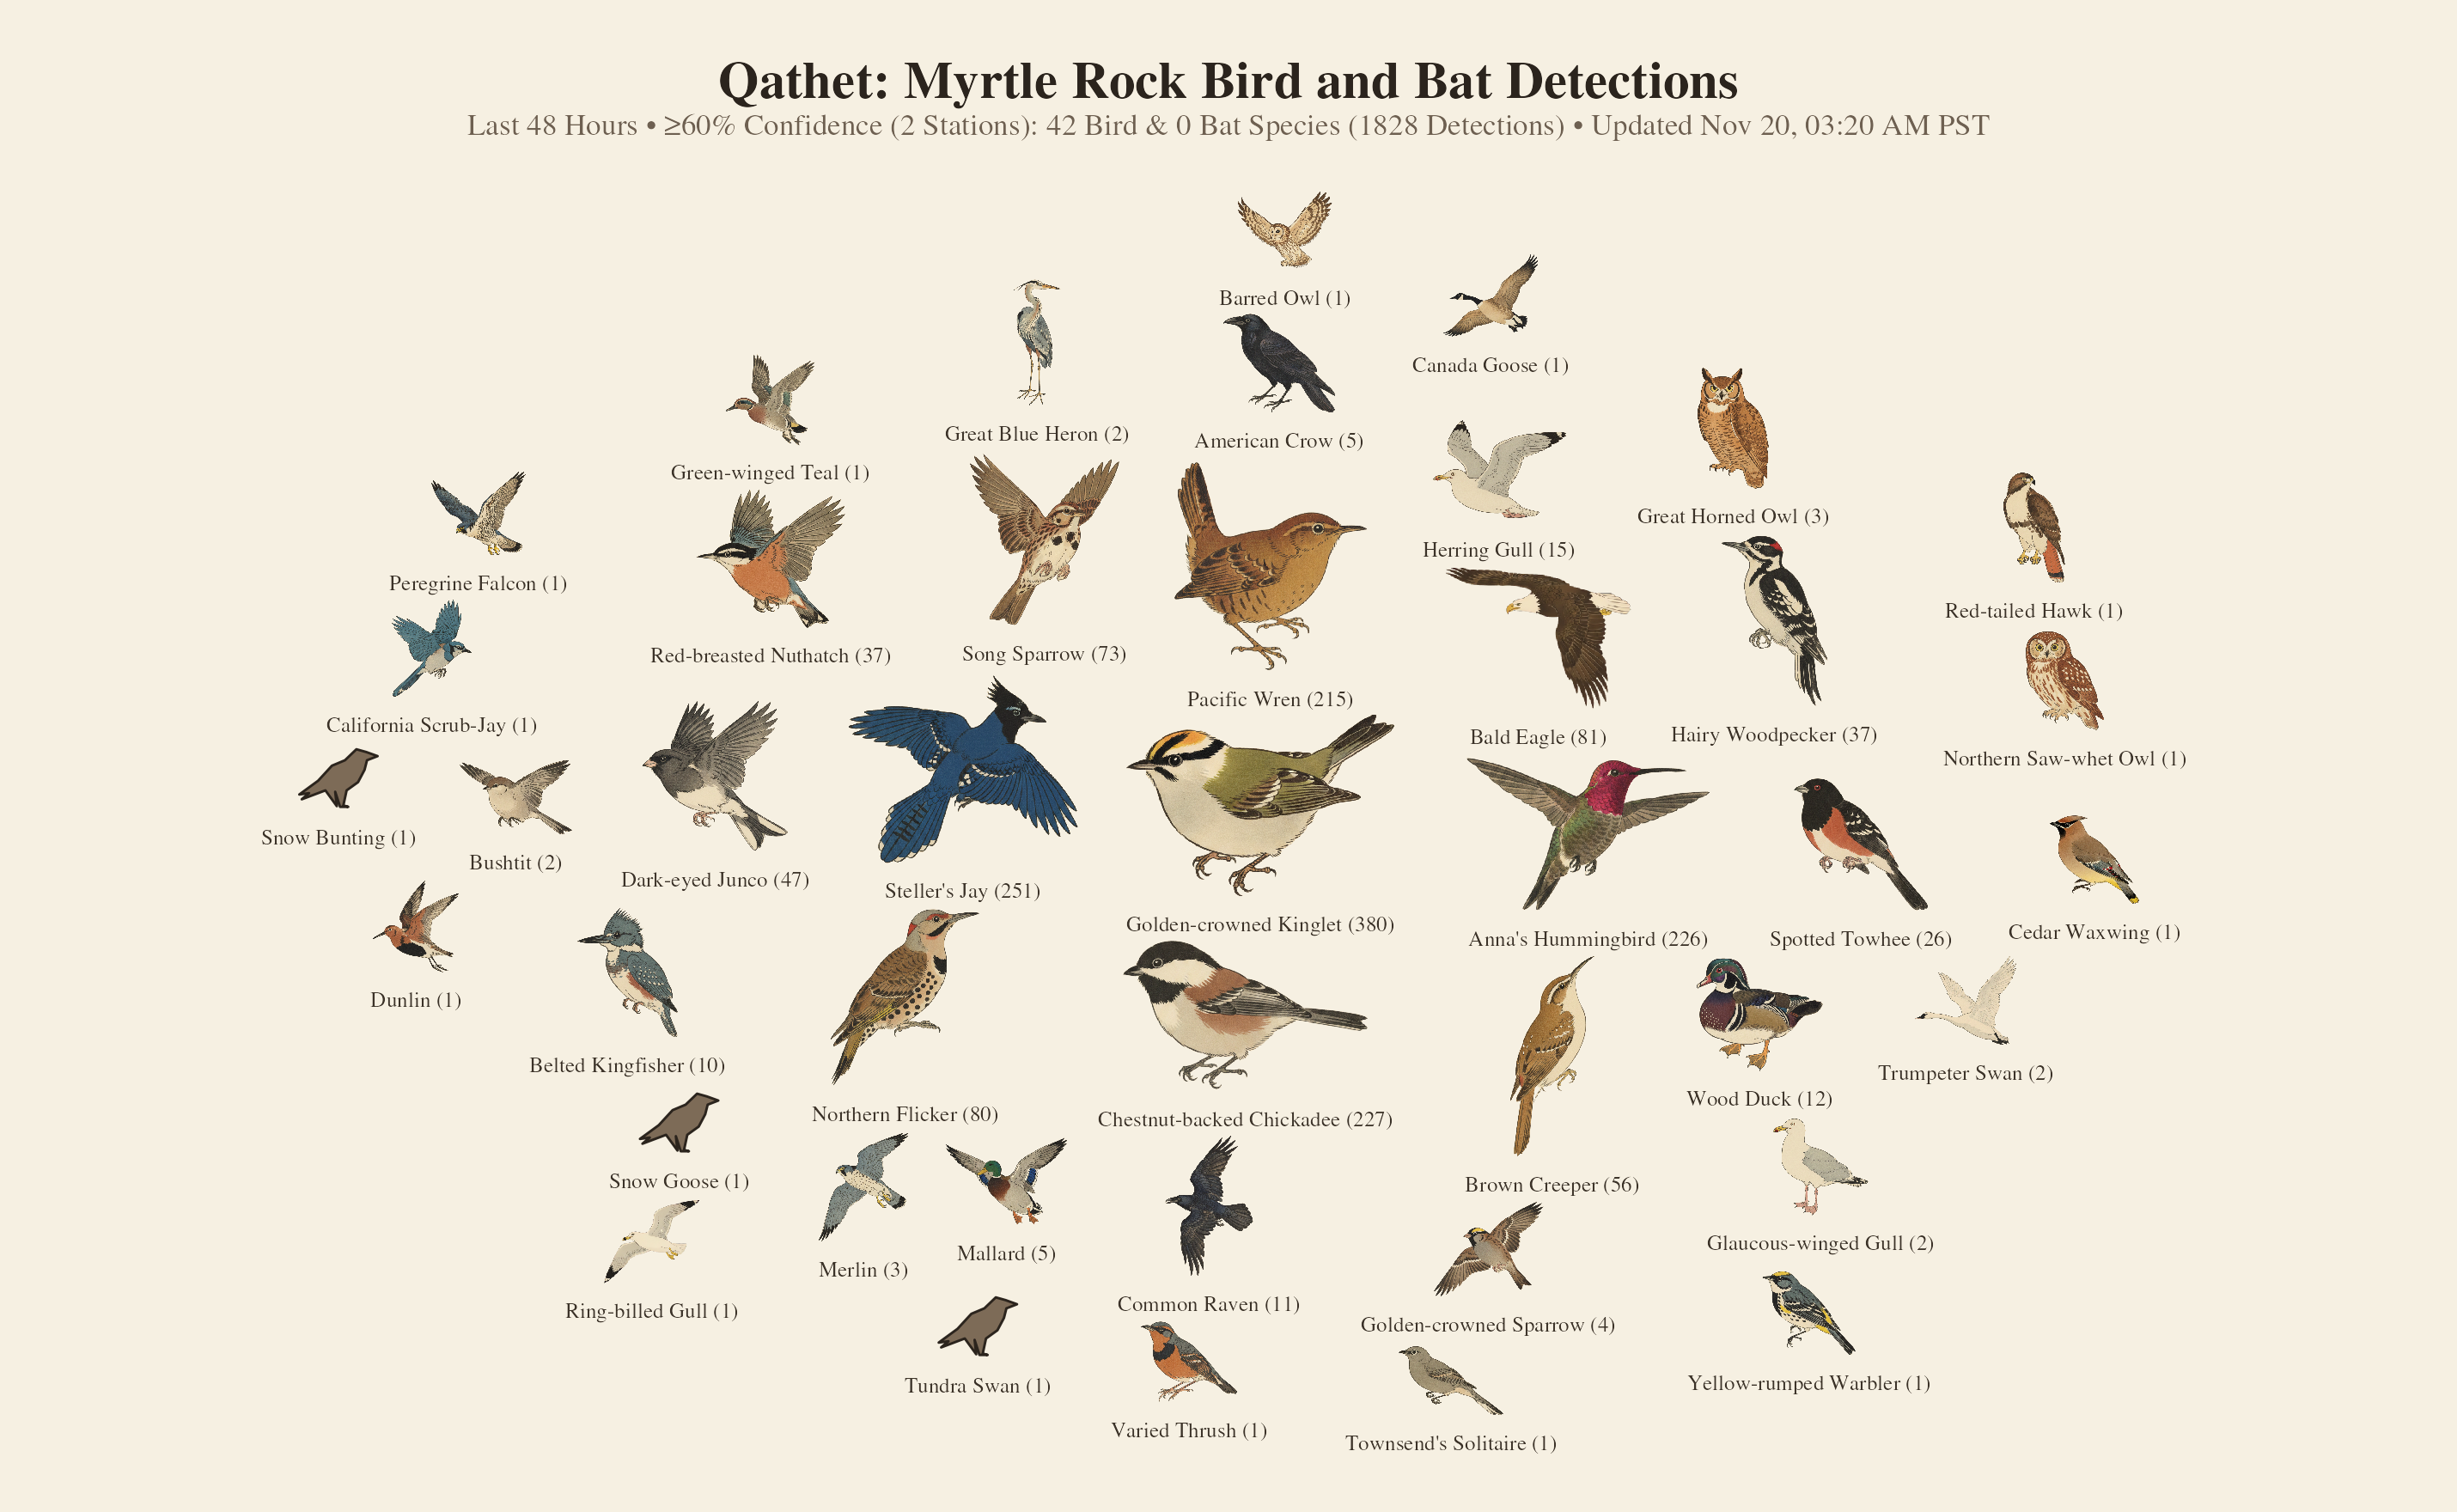 Qathet: Myrtle Rock Bird and Bat Detections
Last 48 Hours • ≥60% Confidence (2 Stations): 42 Bird & 0 Bat Species (1828 Detections) • Updated Nov 20, 03:20 AM PST
Barred Owl (1)
Canada Goose (1)
Great Blue Heron (2)
American Crow (5)
Green-winged Teal (1)
Great Horned Owl (3)
Herring Gull (15)
Peregrine Falcon (1)
Red-tailed Hawk (1)
Red-breasted Nuthatch (37)
Song Sparrow (73)
Pacific Wren (215)
California Scrub-Jay (1)
Bald Eagle (81)
Hairy Woodpecker (37)
Northern Saw-whet Owl (1)
Snow Bunting (1)
Bushtit (2)
Dark-eyed Junco (47)
Steller's Jay (251)
Golden-crowned Kinglet (380)
Anna's Hummingbird (226)
Spotted Towhee (26)
Cedar Waxwing (1)
Dunlin (1)
Belted Kingfisher (10)
Trumpeter Swan (2)
Wood Duck (12)
Northern Flicker (80)
Chestnut-backed Chickadee (227)
Snow Goose (1)
Brown Creeper (56)
Glaucous-winged Gull (2)
Mallard (5)
Merlin (3)
Ring-billed Gull (1)
Common Raven (11)
Golden-crowned Sparrow (4)
Tundra Swan (1)
Yellow-rumped Warbler (1)
Varied Thrush (1)
Townsend's Solitaire (1)